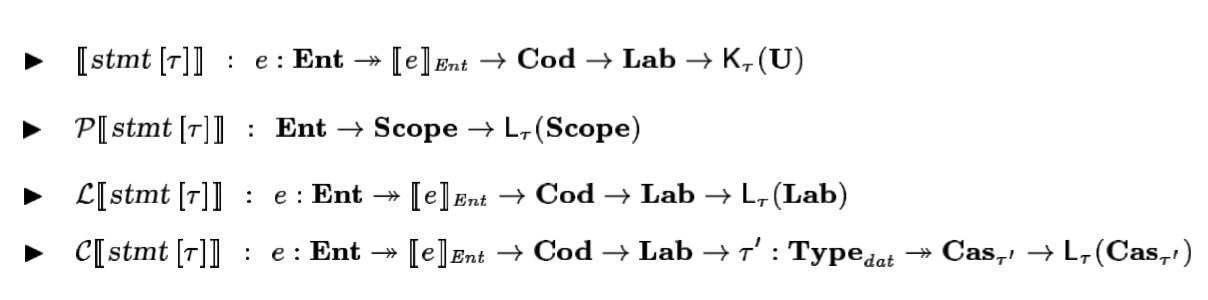 ► ⟦stmt [τ]⟧ : e : Ent ↠ ⟦e⟧_Ent → Cod → Lab → K_τ(U)
► 𝒫⟦stmt [τ]⟧ : Ent → Scope → L_τ(Scope)
► ℒ⟦stmt [τ]⟧ : e : Ent ↠ ⟦e⟧_Ent → Cod → Lab → L_τ(Lab)
► 𝒞⟦stmt [τ]⟧ : e : Ent ↠ ⟦e⟧_Ent → Cod → Lab → τ′ : Type_dat ↠ Cas_τ′ → L_τ(Cas_τ′)